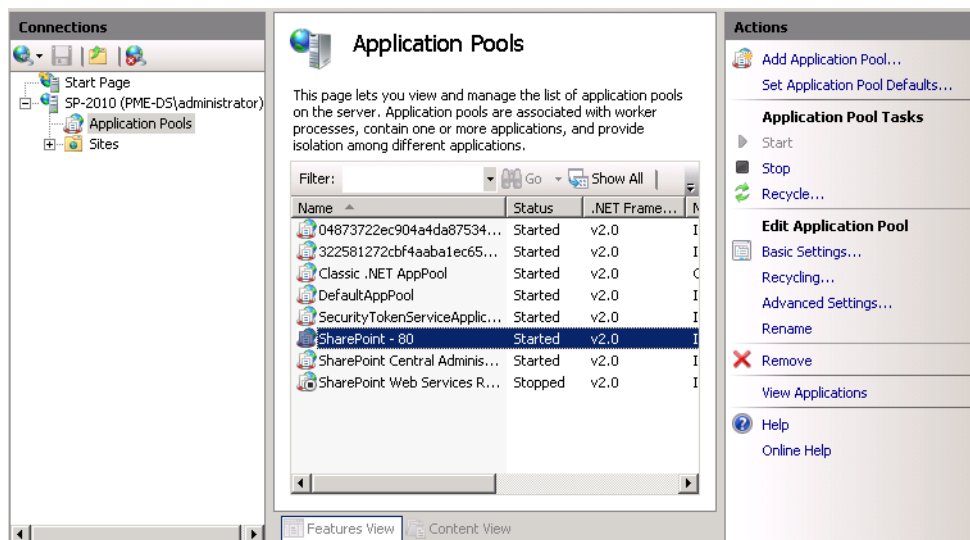 Connections
Start Page
SP-2010 (PME-DS\administrator)
Application Pools
Sites
Application Pools
This page lets you view and manage the list of application pools
on the server. Application pools are associated with worker
processes, contain one or more applications, and provide
isolation among different applications.
Filter: Go Show All
Name Status .NET Frame...
04873722ec904a4da87534... Started v2.0
322581272cbf4aaba1ec65... Started v2.0
Classic .NET AppPool Started v2.0
DefaultAppPool Started v2.0
SecurityTokenServiceApplic... Started v2.0
SharePoint - 80 Started v2.0
SharePoint Central Adminis... Started v2.0
SharePoint Web Services R... Stopped v2.0
Features View Content View
Actions
Add Application Pool...
Set Application Pool Defaults...
Application Pool Tasks
Start
Stop
Recycle...
Edit Application Pool
Basic Settings...
Recycling...
Advanced Settings...
Rename
Remove
View Applications
Help
Online Help